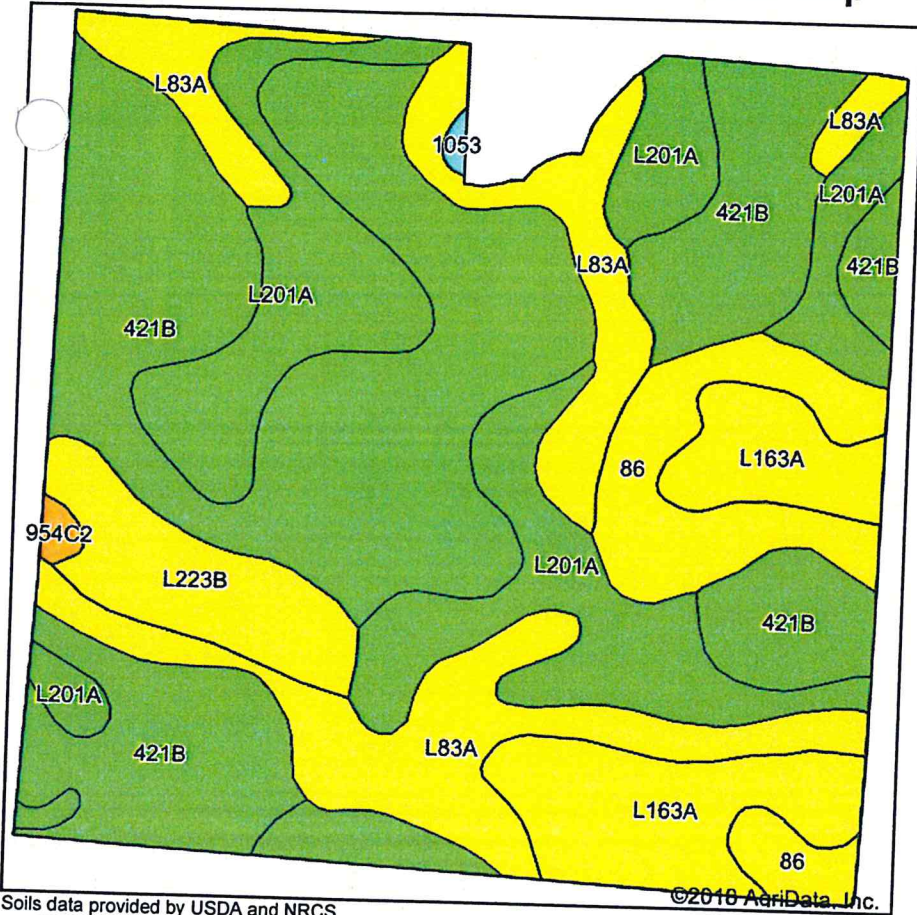 L83A
1053
L83A
L201A
L201A
421B
L83A
421B
L201A
421B
L163A
86
954C2
L201A
L223B
421B
L201A
L83A
421B
L163A
86
©2018 AgriData, Inc.
Soils data provided by USDA and NRCS.